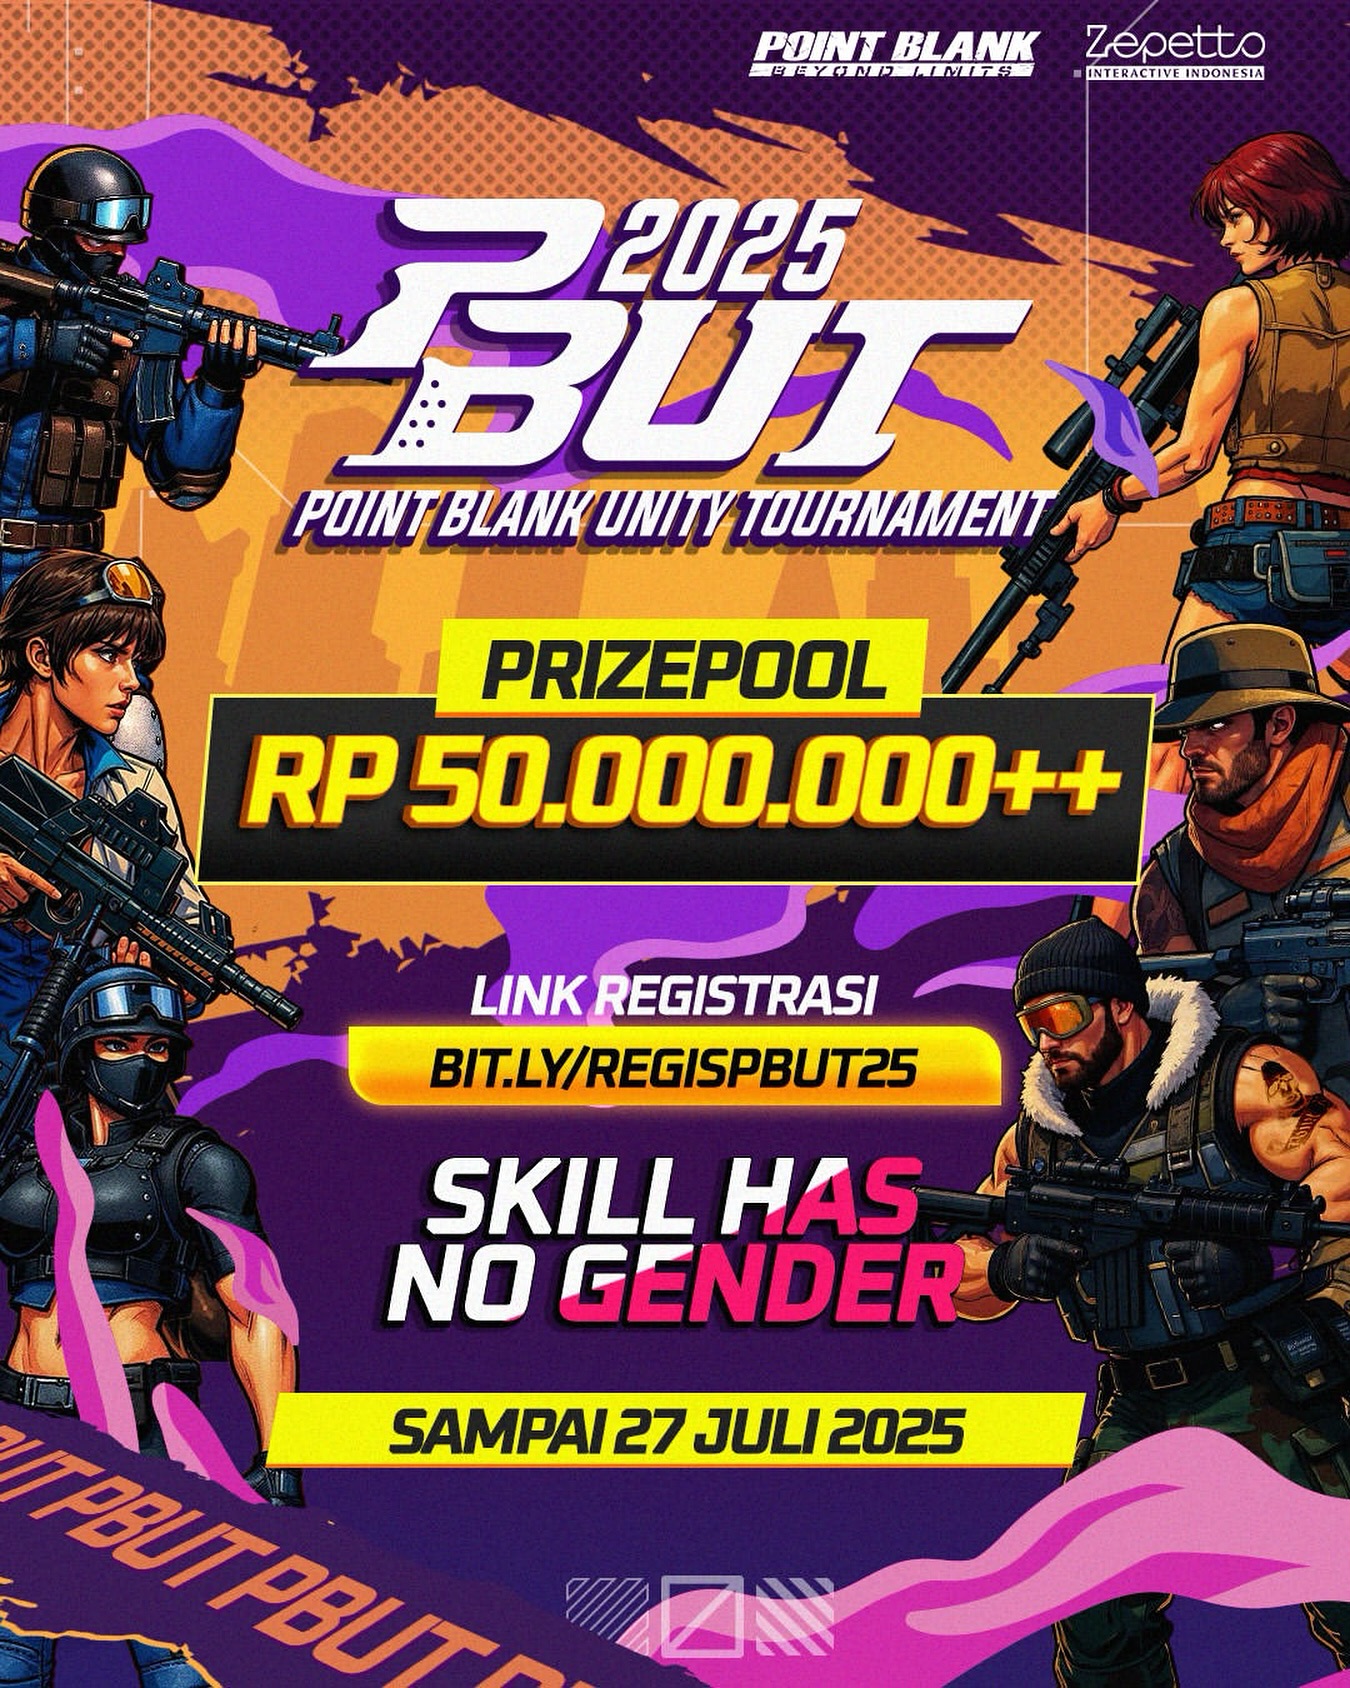 POINT BLANK
BEYOND LIMITS
Zepetto
INTERACTIVE INDONESIA
2025
PBUT
POINT BLANK UNITY TOURNAMENT
PRIZEPOOL
RP 50.000.000++
LINK REGISTRASI
BIT.LY/REGISPBUT25
SKILL HAS
NO GENDER
SAMPAI 27 JULI 2025
PBUT PBUT PBUT